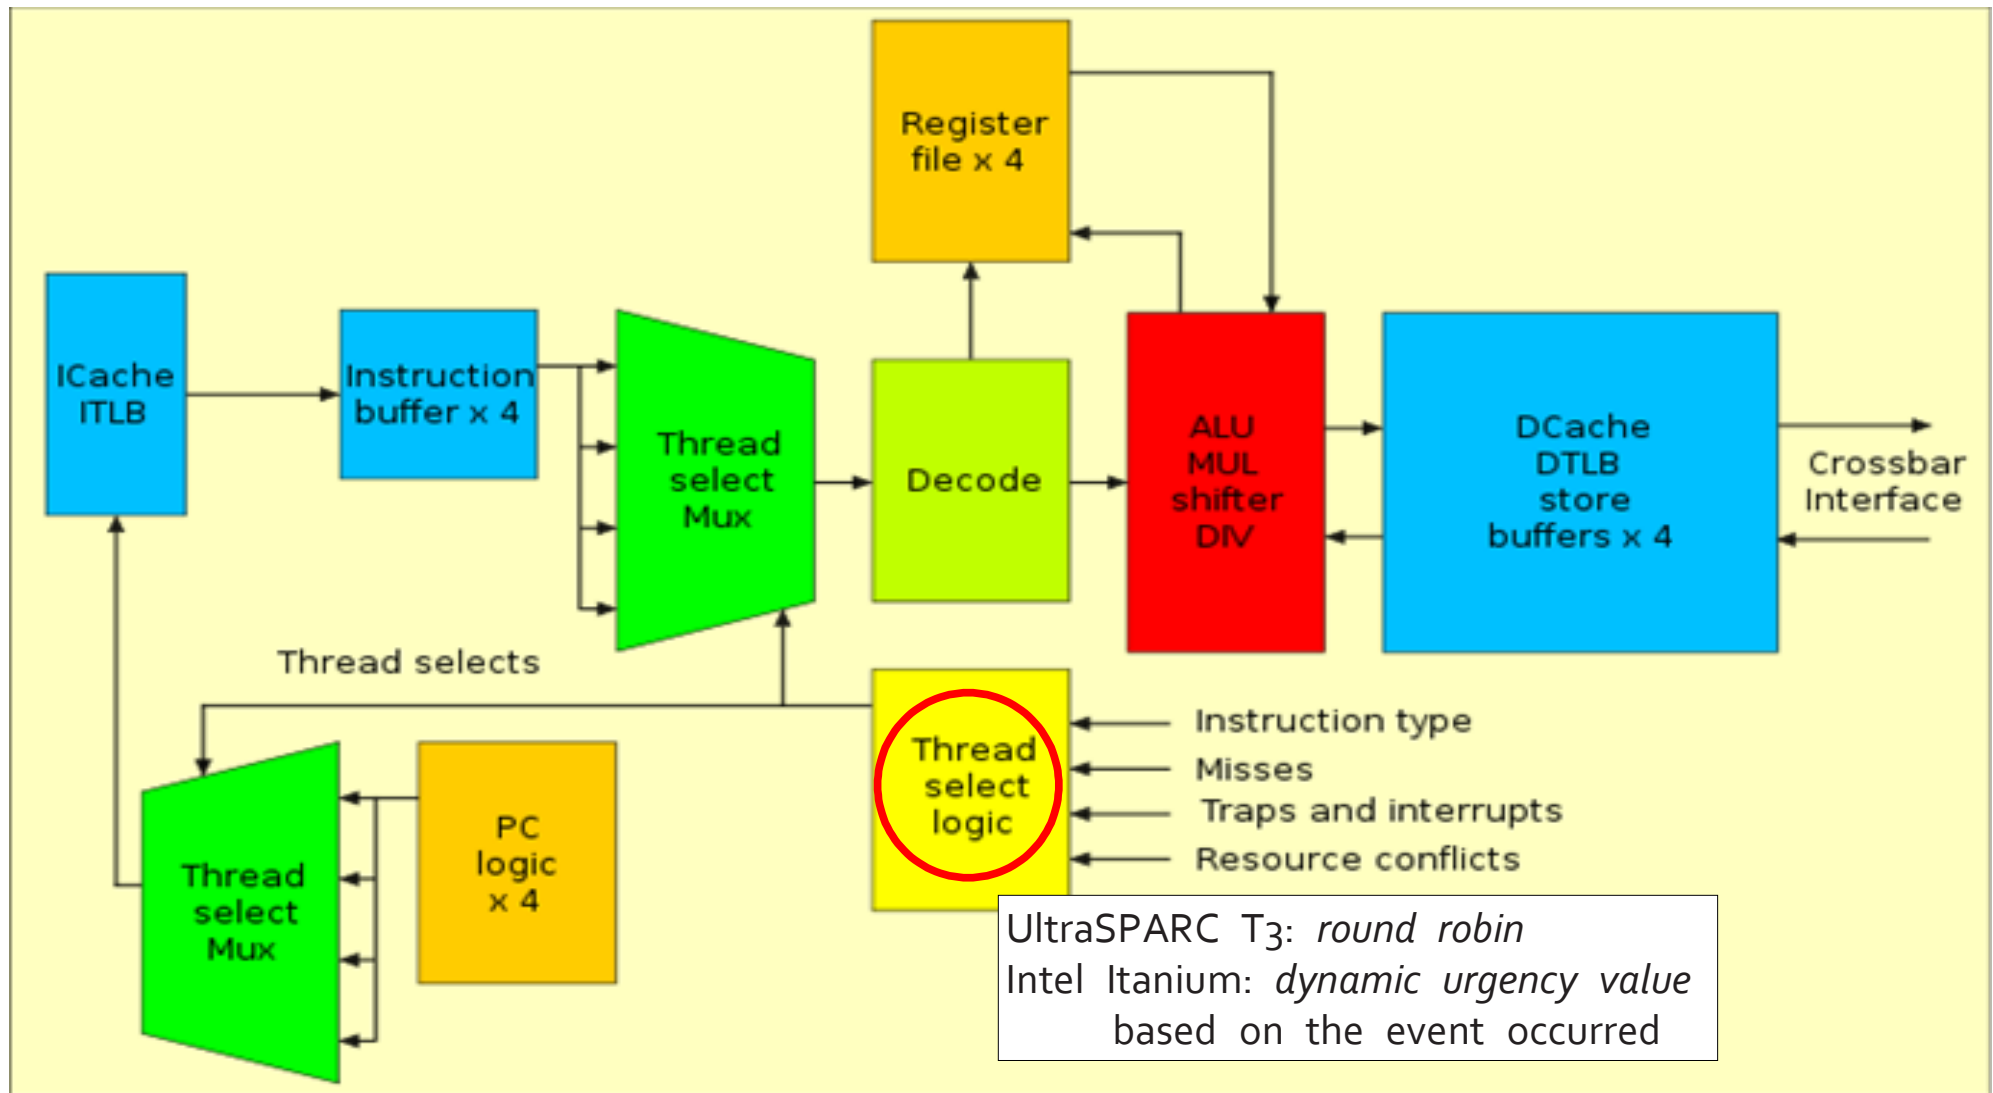 Register
file x 4
ICache
ITLB
Instruction
buffer x 4
Thread
select
Mux
Decode
ALU
MUL
shifter
DIV
DCache
DTLB
store
buffers x 4
Crossbar
Interface
Thread selects
Thread
select
Mux
PC
logic
x 4
Thread
select
logic
Instruction type
Misses
Traps and interrupts
Resource conflicts
UltraSPARC T3: round robin
Intel Itanium: dynamic urgency value
based on the event occurred